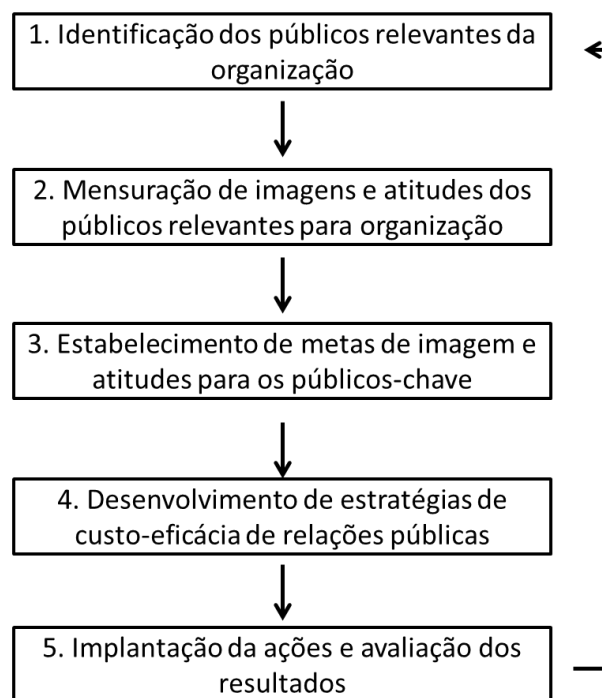 1. Identificação dos públicos relevantes da
organização
2. Mensuração de imagens e atitudes dos
públicos relevantes para organização
3. Estabelecimento de metas de imagem e
atitudes para os públicos-chave
4. Desenvolvimento de estratégias de
custo-eficácia de relações públicas
5. Implantação da ações e avaliação dos
resultados